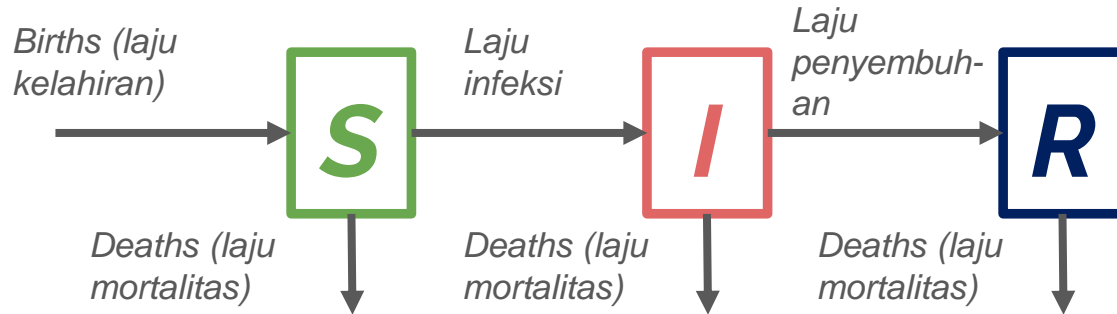 Births (laju
kelahiran)
Laju
infeksi
Laju
penyembuh-
an
S
I
R
Deaths (laju
mortalitas)
Deaths (laju
mortalitas)
Deaths (laju
mortalitas)